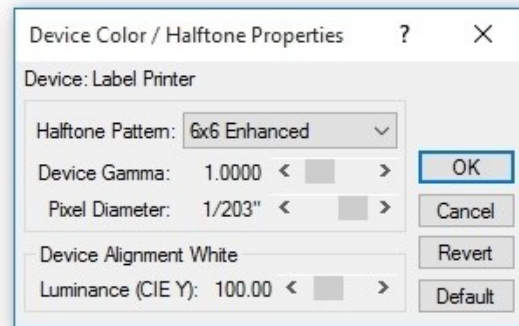 Device Color / Halftone Properties ? ×
Device: Label Printer
Halftone Pattern: 6x6 Enhanced
Device Gamma: 1.0000 < >
OK
Pixel Diameter: 1/203" < >
Cancel
Device Alignment White
Revert
Luminance (CIE Y): 100.00 < >
Default